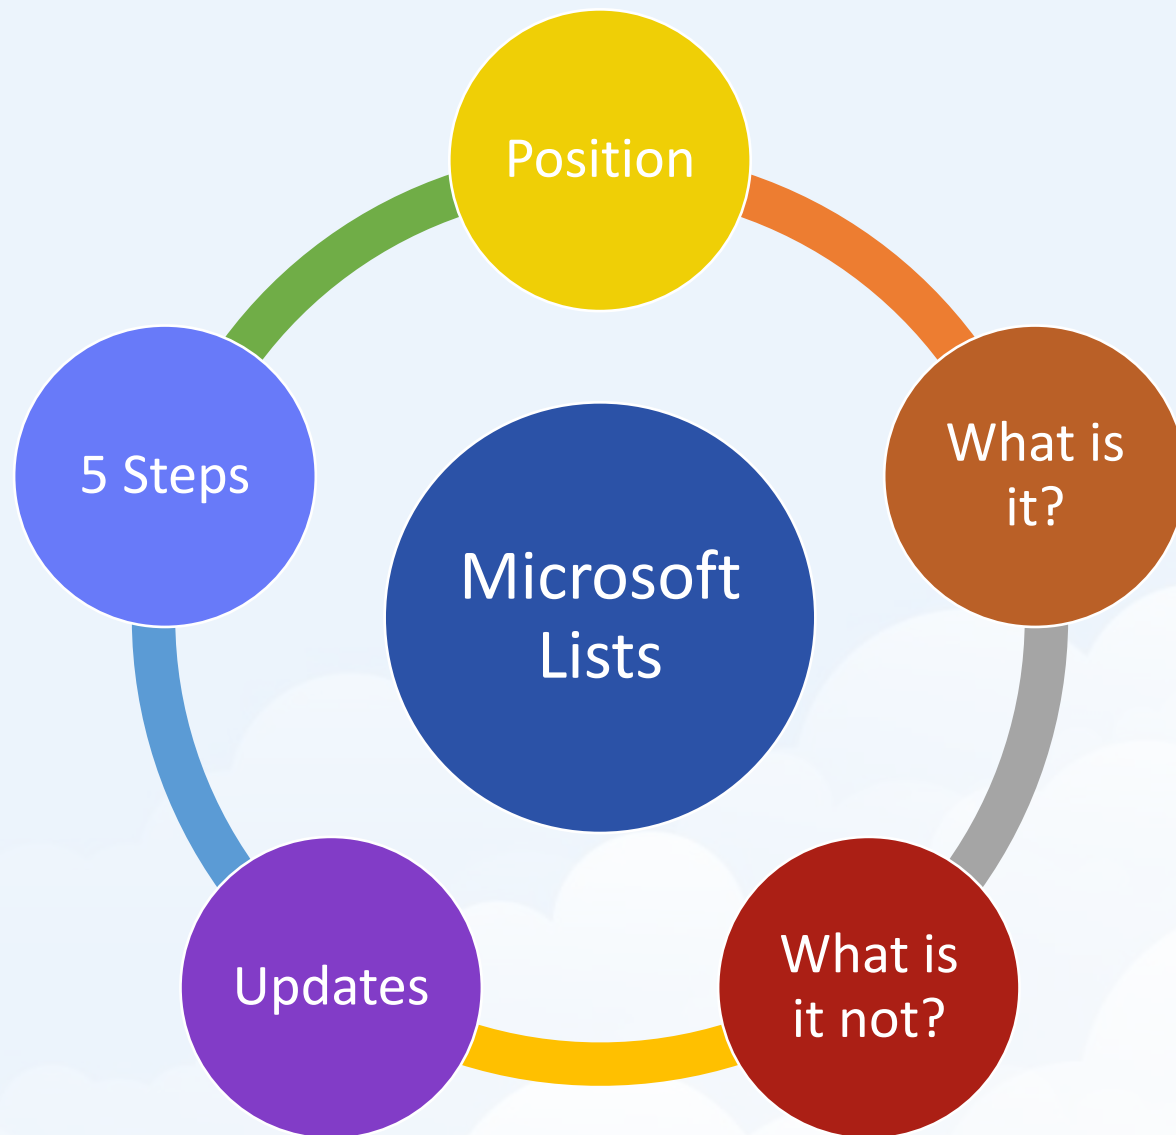 Position
What is
it?
What is
it not?
Updates
5 Steps
Microsoft
Lists